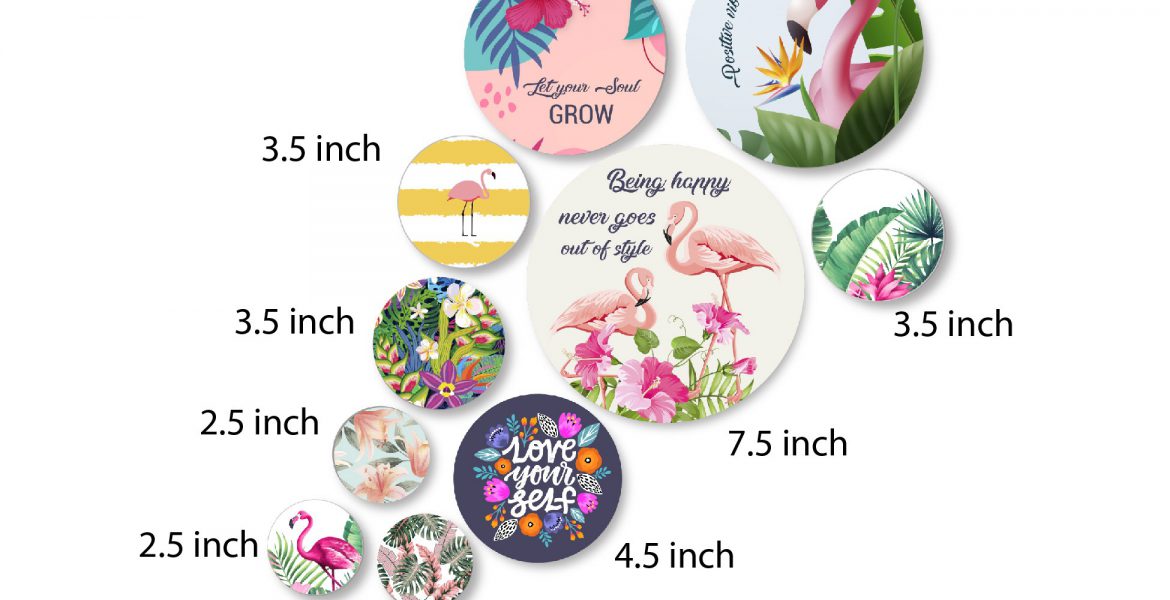 Let your Soul
GROW
Positive
3.5 inch
Being happy
never goes
out of style
3.5 inch
3.5 inch
2.5 inch
7.5 inch
Love
your
self
2.5 inch
4.5 inch